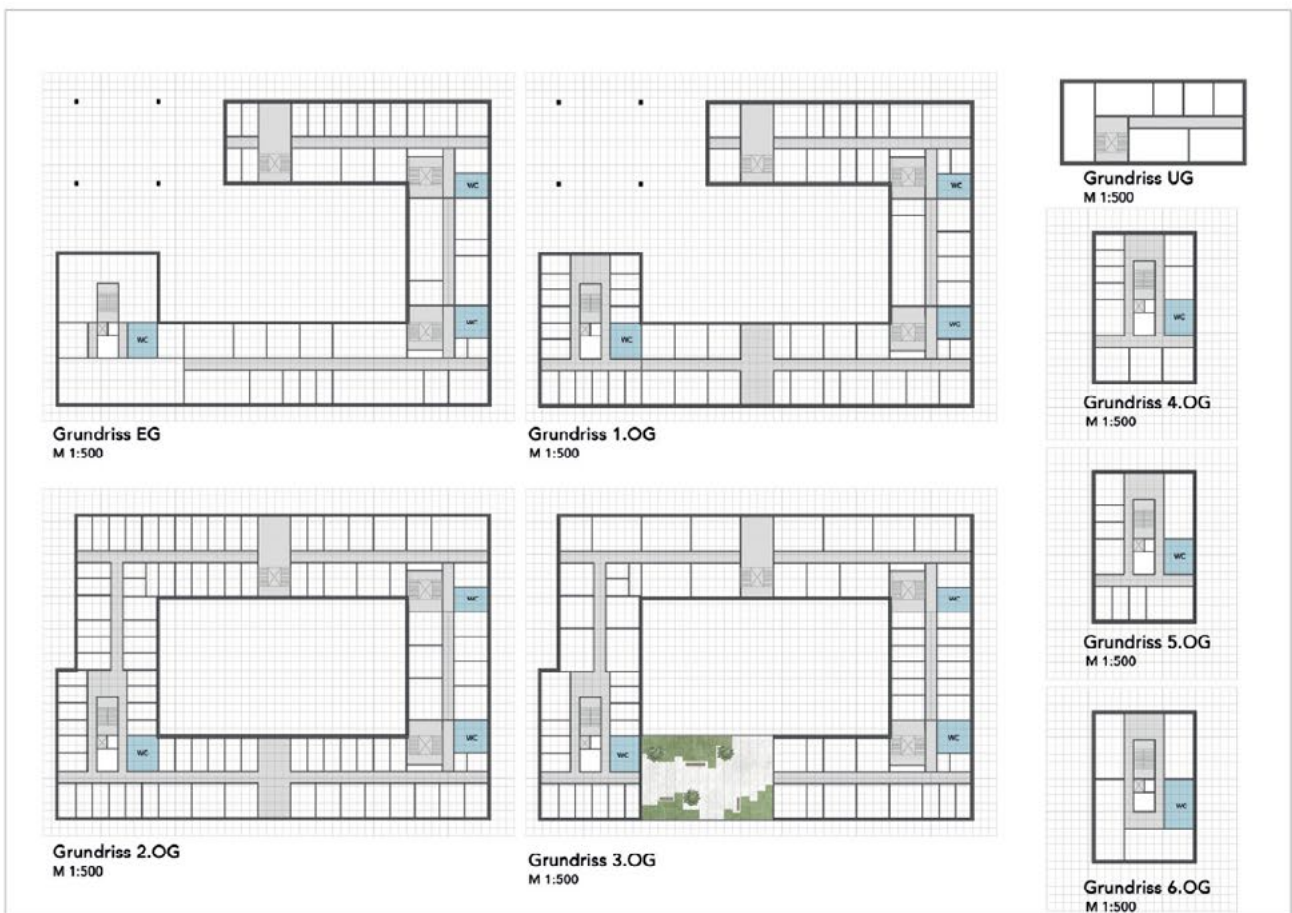 WC
WC
WC
Grundriss EG
M 1:500
WC
WC
WC
Grundriss 1.OG
M 1:500
Grundriss UG
M 1:500
WC
Grundriss 4.OG
M 1:500
WC
WC
WC
Grundriss 2.OG
M 1:500
WC
WC
WC
Grundriss 3.OG
M 1:500
WC
Grundriss 5.OG
M 1:500
WC
Grundriss 6.OG
M 1:500